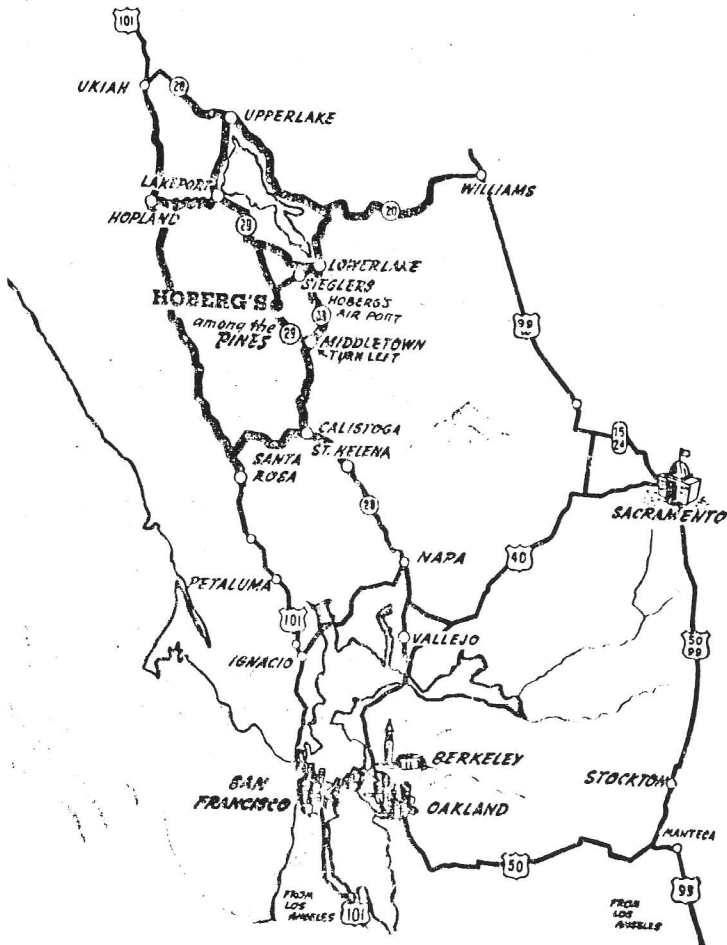 101
UKIAH
20
UPPERLAKE
WILLIAMS
LAKEPORT
HOPLAND
20
29
LOWERLAKE
SIEGLERS
HOBERG'S
AIR PORT
HOBERG'S
among the
PINES
29
MIDDLETOWN
TURN LEFT
99
W
CALISTOGA
ST. HELENA
SANTA
ROSA
75
24
SACRAMENTO
NAPA
40
PETALUMA
101
VALLEJO
IGNACIO
50
99
BERKELEY
SAN
FRANCISCO
OAKLAND
STOCKTON
MANTECA
50
FROM
LOS
ANGELES
101
FROM
LOS
ANGELES
99